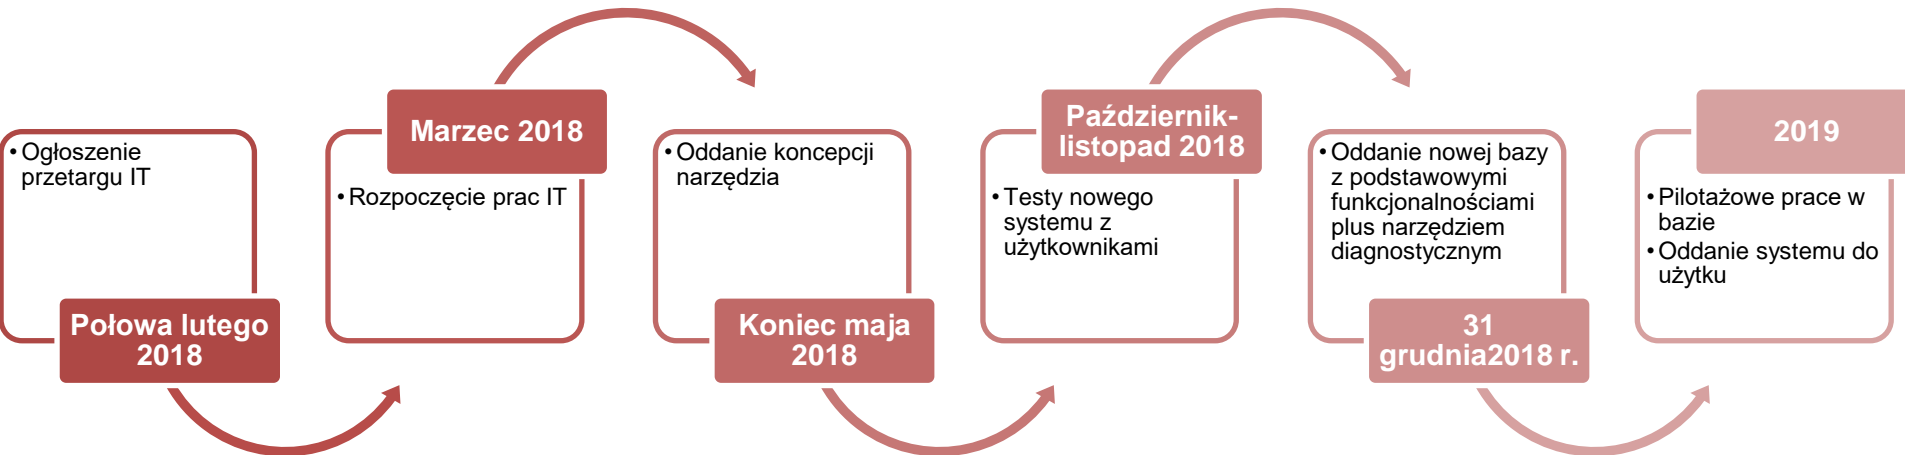 • Ogłoszenie
przetargu IT
Połowa lutego
2018
Marzec 2018
• Rozpoczęcie prac IT
• Oddanie koncepcji
narzędzia
Koniec maja
2018
Październik-
listopad 2018
• Testy nowego
systemu z
użytkownikami
• Oddanie nowej bazy
z podstawowymi
funkcjonalnościami
plus narzędziem
diagnostycznym
31
grudnia2018 r.
2019
• Pilotażowe prace w
bazie
• Oddanie systemu do
użytku